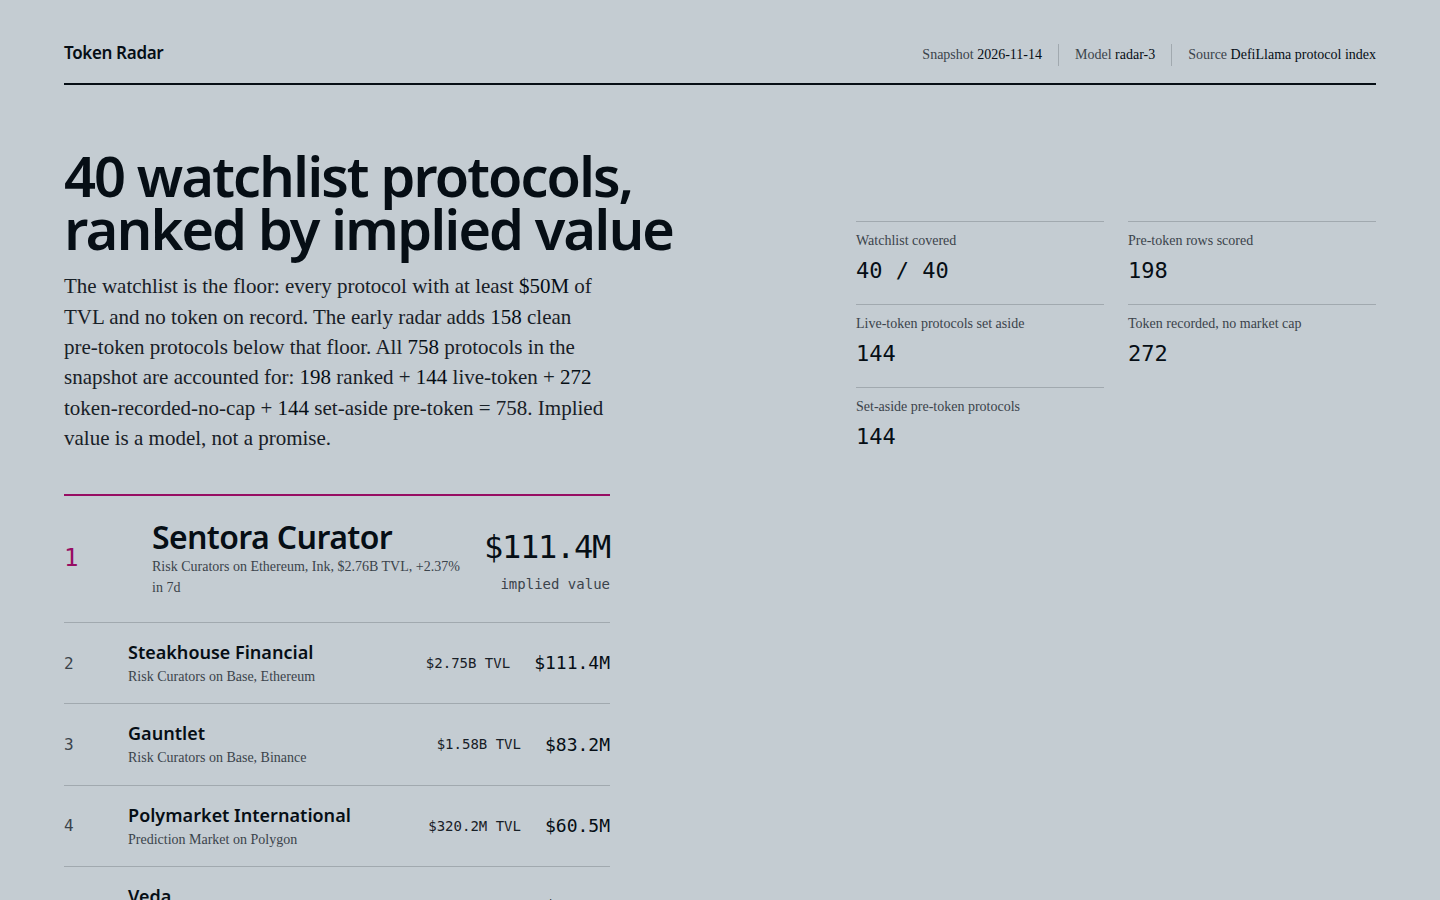 Token Radar
Snapshot 2026-11-14
Model radar-3
Source DefiLlama protocol index
40 watchlist protocols,
ranked by implied value
The watchlist is the floor: every protocol with at least $50M of
TVL and no token on record. The early radar adds 158 clean
pre-token protocols below that floor. All 758 protocols in the
snapshot are accounted for: 198 ranked + 144 live-token + 272
token-recorded-no-cap + 144 set-aside pre-token = 758. Implied
value is a model, not a promise.
Watchlist covered
40 / 40
Pre-token rows scored
198
Live-token protocols set aside
144
Token recorded, no market cap
272
Set-aside pre-token protocols
144
1
Sentora Curator
Risk Curators on Ethereum, Ink, $2.76B TVL, +2.37%
in 7d
$111.4M
implied value
2
Steakhouse Financial
Risk Curators on Base, Ethereum
$2.75B TVL
$111.4M
3
Gauntlet
Risk Curators on Base, Binance
$1.58B TVL
$83.2M
4
Polymarket International
Prediction Market on Polygon
$320.2M TVL
$60.5M
Veda